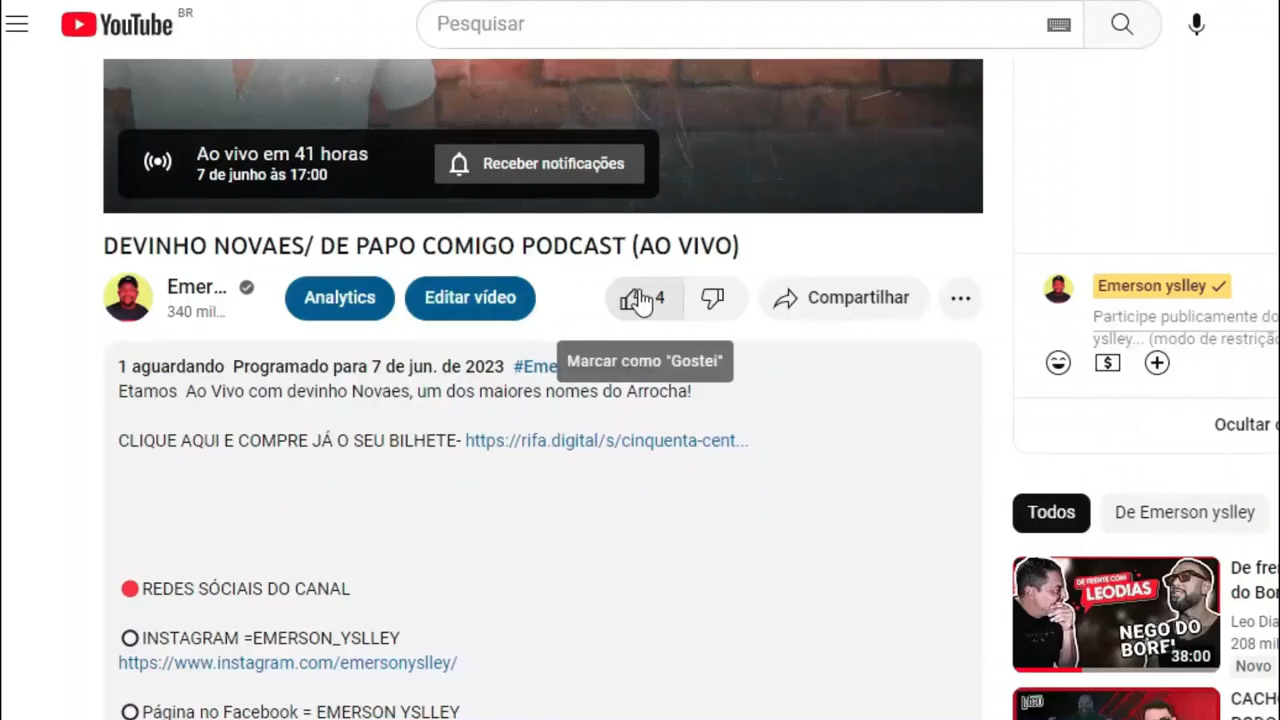 YouTube BR
Pesquisar
Ao vivo em 41 horas
7 de junho às 17:00
Receber notificações
DEVINHO NOVAES/ DE PAPO COMIGO PODCAST (AO VIVO)
Emer...
340 mil...
Analytics
Editar vídeo
4
Compartilhar
Marcar como "Gostei"
1 aguardando Programado para 7 de jun. de 2023 #Eme
Etamos Ao Vivo com devinho Novaes, um dos maiores nomes do Arrocha!
CLIQUE AQUI E COMPRE JÁ O SEU BILHETE- https://rifa.digital/s/cinquenta-cent...
REDES SÓCIAIS DO CANAL
INSTAGRAM =EMERSON_YSLLEY
https://www.instagram.com/emersonyslley/
Página no Facebook = EMERSON YSLLEY
Emerson yslley
Participe publicamente do
yslley... (modo de restrição
Ocultar
Todos
De Emerson yslley
DE FRENTE COM
LEODIAS
NEGO DO
BOREL
38:00
De fre
do Bor
Leo Dia
208 mil
Novo
CACH